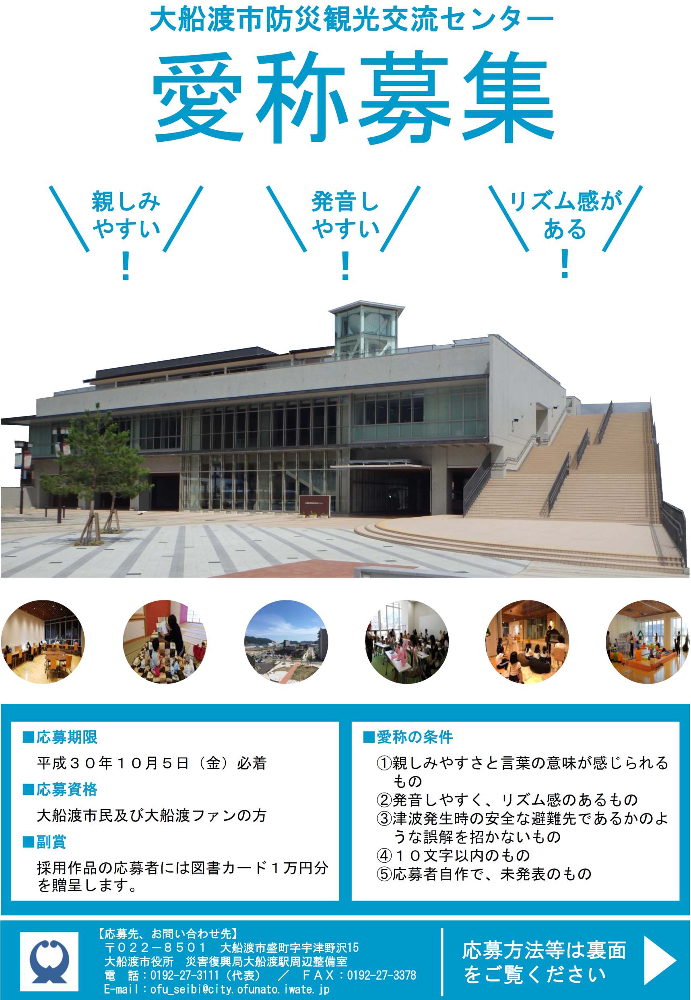 大船渡市防災観光交流センター
愛称募集
親しみ
やすい
！
発音し
やすい
！
リズム感が
ある
！
■応募期限
平成３０年１０月５日（金）必着
■応募資格
大船渡市民及び大船渡ファンの方
■副賞
採用作品の応募者には図書カード１万円分
を贈呈します。
■愛称の条件
①親しみやすさと言葉の意味が感じられる
もの
②発音しやすく、リズム感のあるもの
③津波発生時の安全な避難先であるかのよ
うな誤解を招かないもの
④１０文字以内のもの
⑤応募者自作で、未発表のもの
【応募先、お問い合わせ先】
〒０２２－８５０１　大船渡市盛町字宇津野沢15
大船渡市役所　災害復興局大船渡駅周辺整備室
電　話：0192-27-3111（代表）　／　ＦＡＸ：0192-27-3378
E-mail：ofu_seibi@city.ofunato.iwate.jp
応募方法等は裏面
をご覧ください